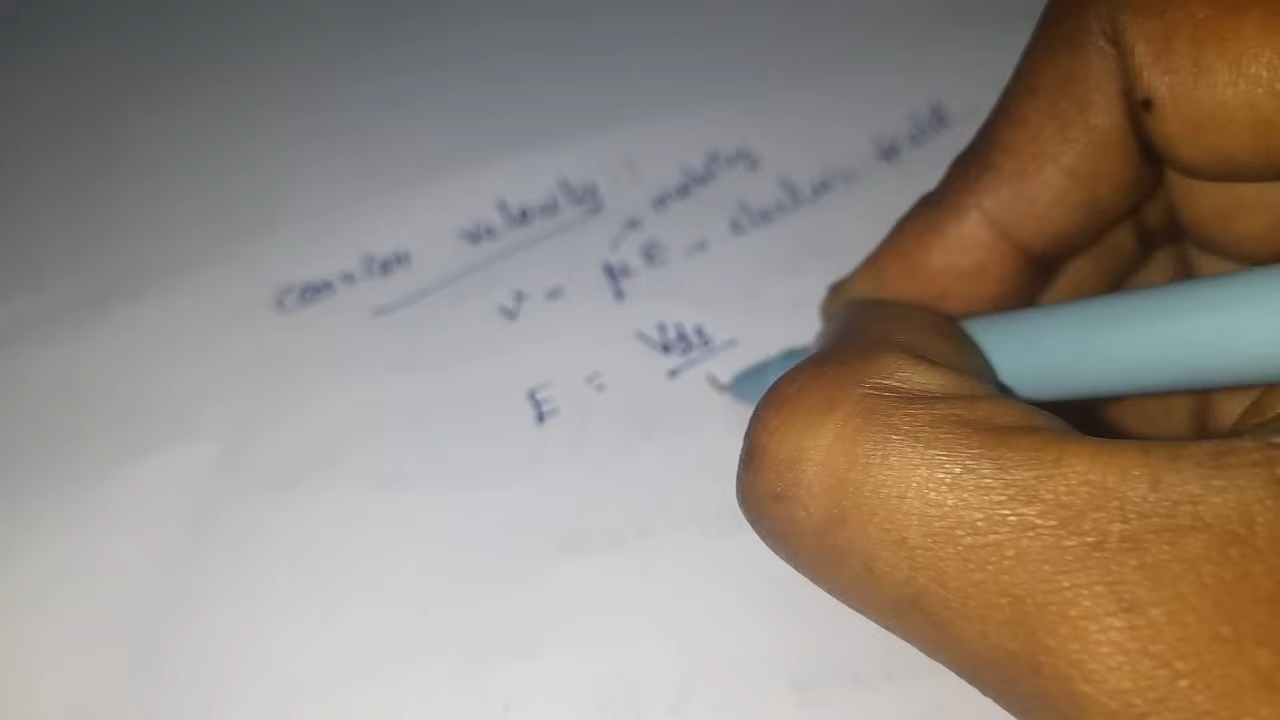 carrier velocity :
→ mobility
v = μE → electric field
E = Vds